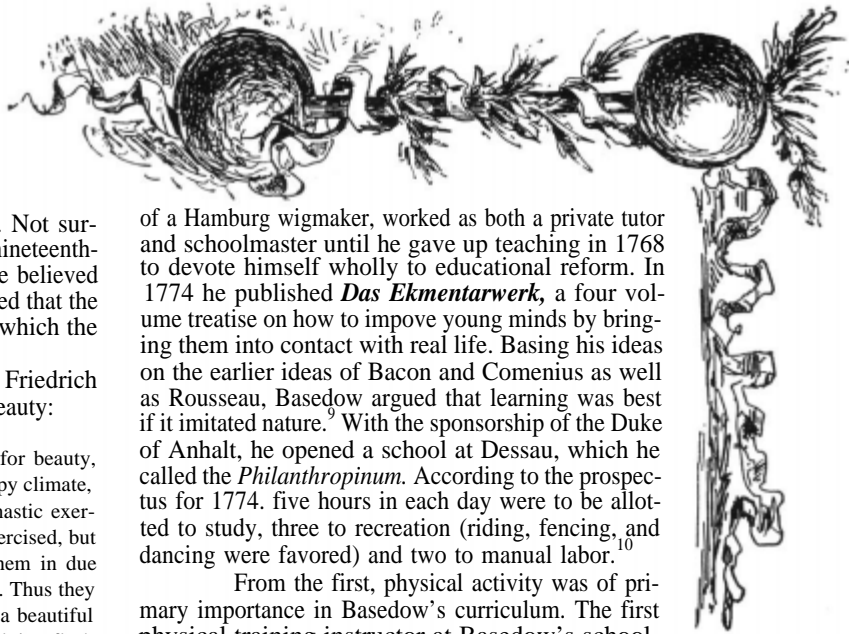 . Not sur-
nineteenth-
e believed
ed that the
which the
Friedrich
eauty:
for beauty,
py climate,
nastic exer-
ercised, but
hem in due
. Thus they
a beautiful
of a Hamburg wigmaker, worked as both a private tutor
and schoolmaster until he gave up teaching in 1768
to devote himself wholly to educational reform. In
1774 he published Das Ekmentarwerk, a four vol-
ume treatise on how to impove young minds by bring-
ing them into contact with real life. Basing his ideas
on the earlier ideas of Bacon and Comenius as well
as Rousseau, Basedow argued that learning was best
if it imitated nature.9 With the sponsorship of the Duke
of Anhalt, he opened a school at Dessau, which he
called the Philanthropinum. According to the prospec-
tus for 1774. five hours in each day were to be allot-
ted to study, three to recreation (riding, fencing, and
dancing were favored) and two to manual labor.10
From the first, physical activity was of pri-
mary importance in Basedow's curriculum. The first
physical training instructor at Basedow's school